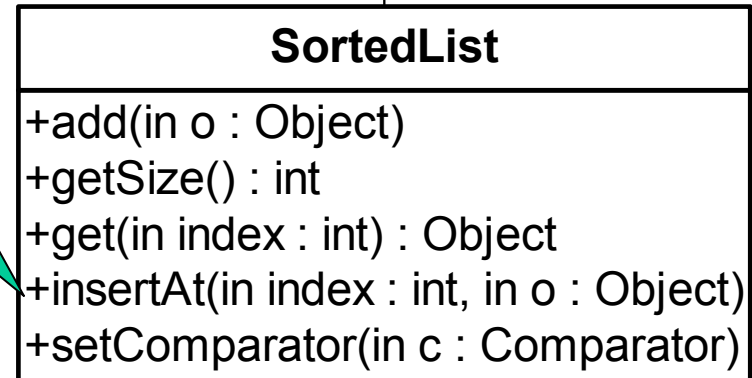 SortedList
+add(in o : Object)
+getSize() : int
+get(in index : int) : Object
+insertAt(in index : int, in o : Object)
+setComparator(in c : Comparator)